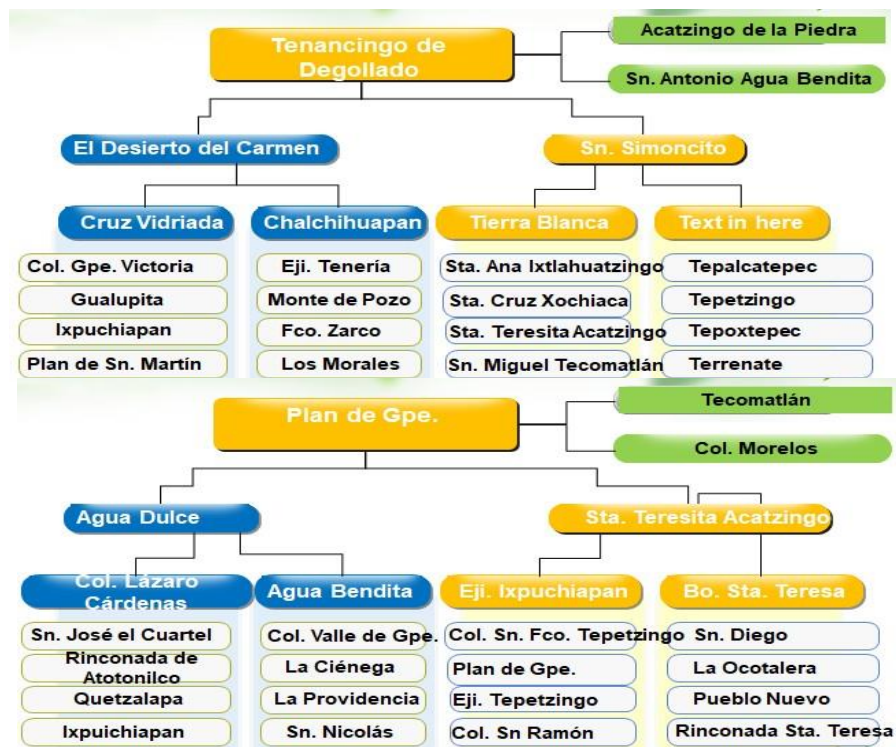 Tenancingo de
Degollado
Acatzingo de la Piedra
Sn. Antonio Agua Bendita
El Desierto del Carmen
Sn. Simoncito
Cruz Vidriada
Chalchihuapan
Tierra Blanca
Text in here
Col. Gpe. Victoria
Gualupita
Ixpuchiapan
Plan de Sn. Martín
Eji. Tenería
Monte de Pozo
Fco. Zarco
Los Morales
Sta. Ana Ixtlahuatzingo
Sta. Cruz Xochiaca
Sta. Teresita Acatzingo
Sn. Miguel Tecomatlán
Tepalcatepec
Tepetzingo
Tepoxtepec
Terrenate
Plan de Gpe.
Tecomatlán
Col. Morelos
Agua Dulce
Sta. Teresita Acatzingo
Col. Lázaro
Cárdenas
Agua Bendita
Eji. Ixpuchiapan
Bo. Sta. Teresa
Sn. José el Cuartel
Rinconada de
Atotonilco
Quetzalapa
Ixpuichiapan
Col. Valle de Gpe.
La Ciénega
La Providencia
Sn. Nicolás
Col. Sn. Fco. Tepetzingo
Plan de Gpe.
Eji. Tepetzingo
Col. Sn Ramón
Sn. Diego
La Ocotalera
Pueblo Nuevo
Rinconada Sta. Teresa